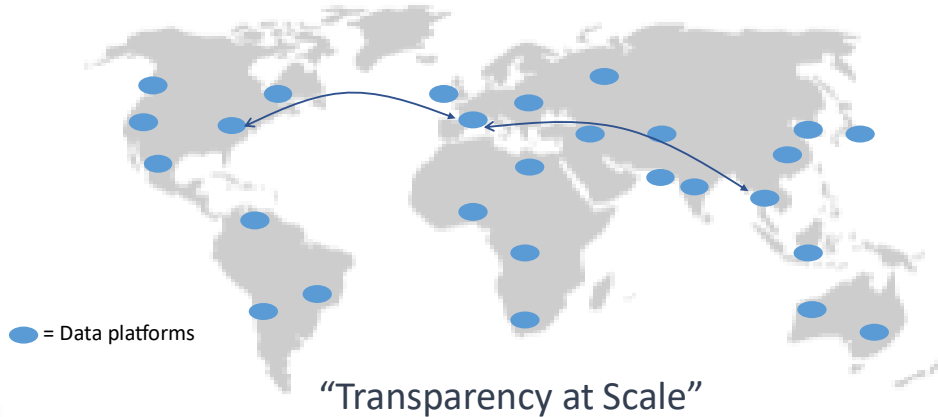 = Data platforms
“Transparency at Scale”